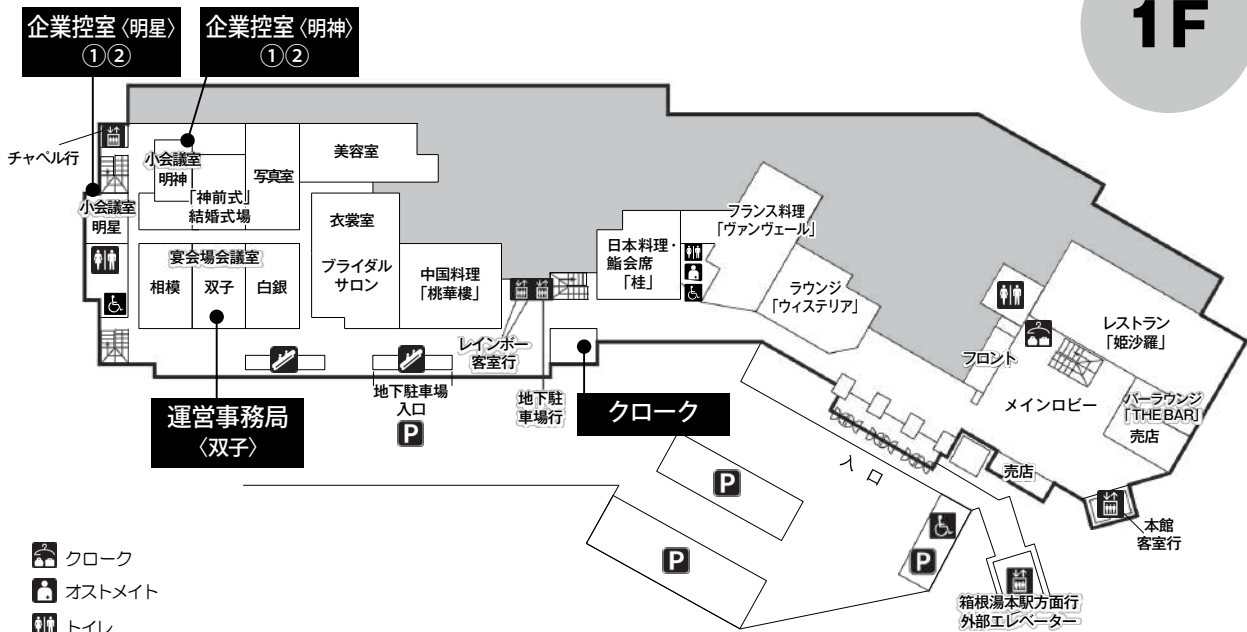 1F
企業控室〈明星〉
①②
企業控室〈明神〉
①②
チャペル行
小会議室
明神
「神前式」
結婚式場
写真室
美容室
小会議室
明星
宴会場会議室
相模
双子
白銀
衣裳室
ブライダル
サロン
中国料理
「桃華樓」
日本料理・
鮨会席
「桂」
フランス料理
「ヴァンヴェール」
ラウンジ
「ウィステリア」
レインボー
客室行
地下駐
車場行
地下駐車場
入口
P
運営事務局
〈双子〉
クローク
フロント
レストラン
「姫沙羅」
メインロビー
バーラウンジ
「THE BAR」
売店
売店
入口
P
P
P
本館
客室行
箱根湯本駅方面行
外部エレベーター
クローク
オストメイト
トイレ